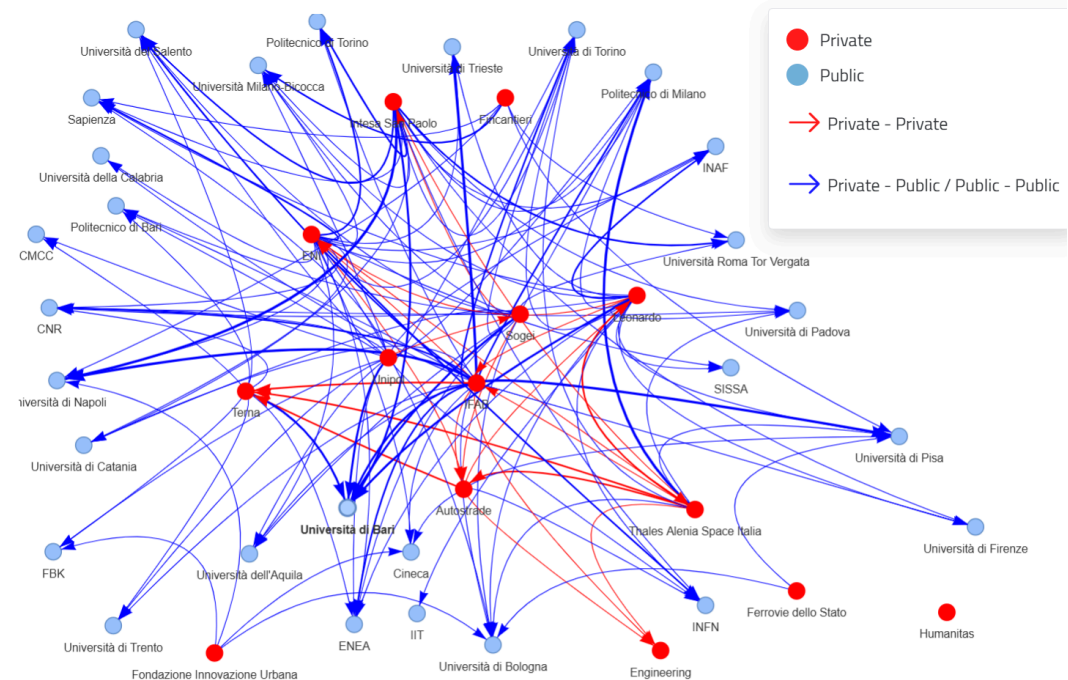 Private
Public
Private - Private
Private - Public / Public - Public
Politecnico di Torino
Università del Salento
Università di Torino
Università di Trieste
Università Milano-Bicocca
Politecnico di Milano
Sapienza
Intesa San Paolo
Fincantieri
INAF
Università della Calabria
Politecnico di Bari
CMCC
ENI
Università Roma Tor Vergata
CNR
Leonardo
Università di Padova
Sogei
Unipol
SISSA
niversità di Napoli
Terna
IFAB
Università di Pisa
Università di Catania
Autostrade
Università di Bari
Thales Alenia Space Italia
Università di Firenze
FBK
Università dell'Aquila
Cineca
Ferrovie dello Stato
INFN
Humanitas
IIT
Università di Trento
ENEA
Università di Bologna
Fondazione Innovazione Urbana
Engineering